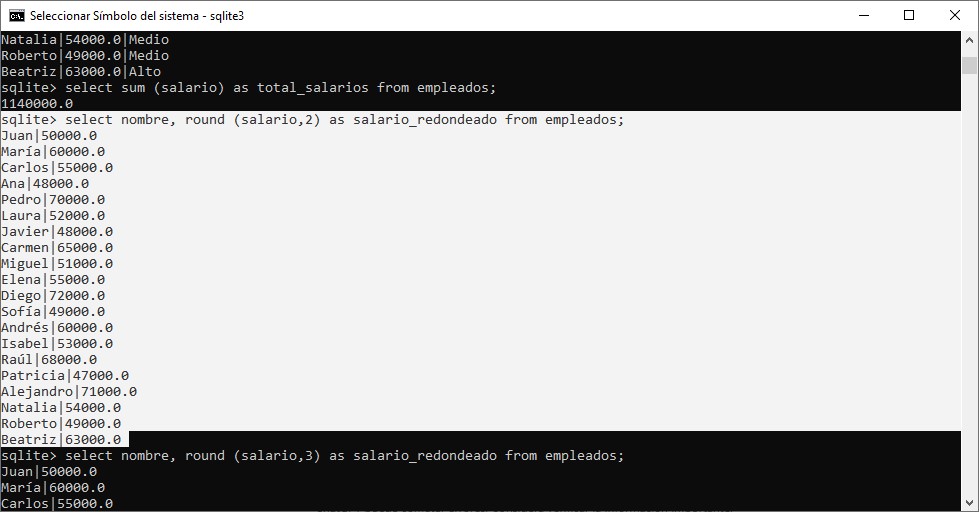 Seleccionar Símbolo del sistema - sqlite3
Natalia|54000.0|Medio
Roberto|49000.0|Medio
Beatriz|63000.0|Alto
sqlite> select sum (salario) as total_salarios from empleados;
1140000.0
sqlite> select nombre, round (salario,2) as salario_redondeado from empleados;
Juan|50000.0
María|60000.0
Carlos|55000.0
Ana|48000.0
Pedro|70000.0
Laura|52000.0
Javier|48000.0
Carmen|65000.0
Miguel|51000.0
Elena|55000.0
Diego|72000.0
Sofía|49000.0
Andrés|60000.0
Isabel|53000.0
Raúl|68000.0
Patricia|47000.0
Alejandro|71000.0
Natalia|54000.0
Roberto|49000.0
Beatriz|63000.0
sqlite> select nombre, round (salario,3) as salario_redondeado from empleados;
Juan|50000.0
María|60000.0
Carlos|55000.0